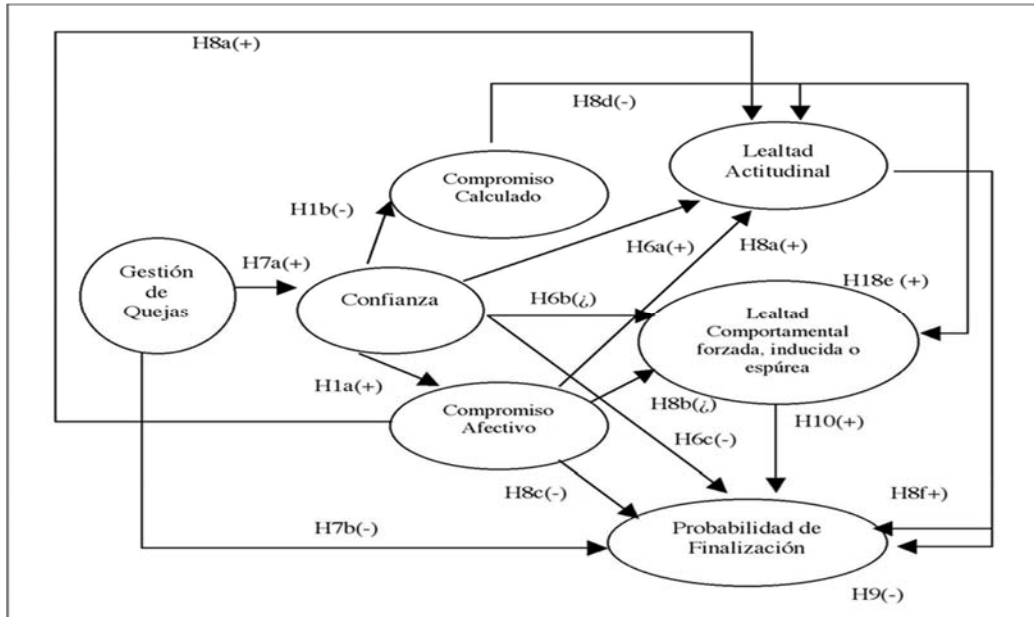 H8a(+)
H8d(-)
Lealtad
Actitudinal
Compromiso
Calculado
H1b(-)
H6a(+)
H8a(+)
H7a(+)
Gestión
de
Quejas
Confianza
H6b(¿)
H18e (+)
Lealtad
Comportamental
forzada, inducida o
espúrea
H1a(+)
H8b(¿)
Compromiso
Afectivo
H10(+)
H6c(-)
H8c(-)
H8f+)
H7b(-)
Probabilidad de
Finalización
H9(-)